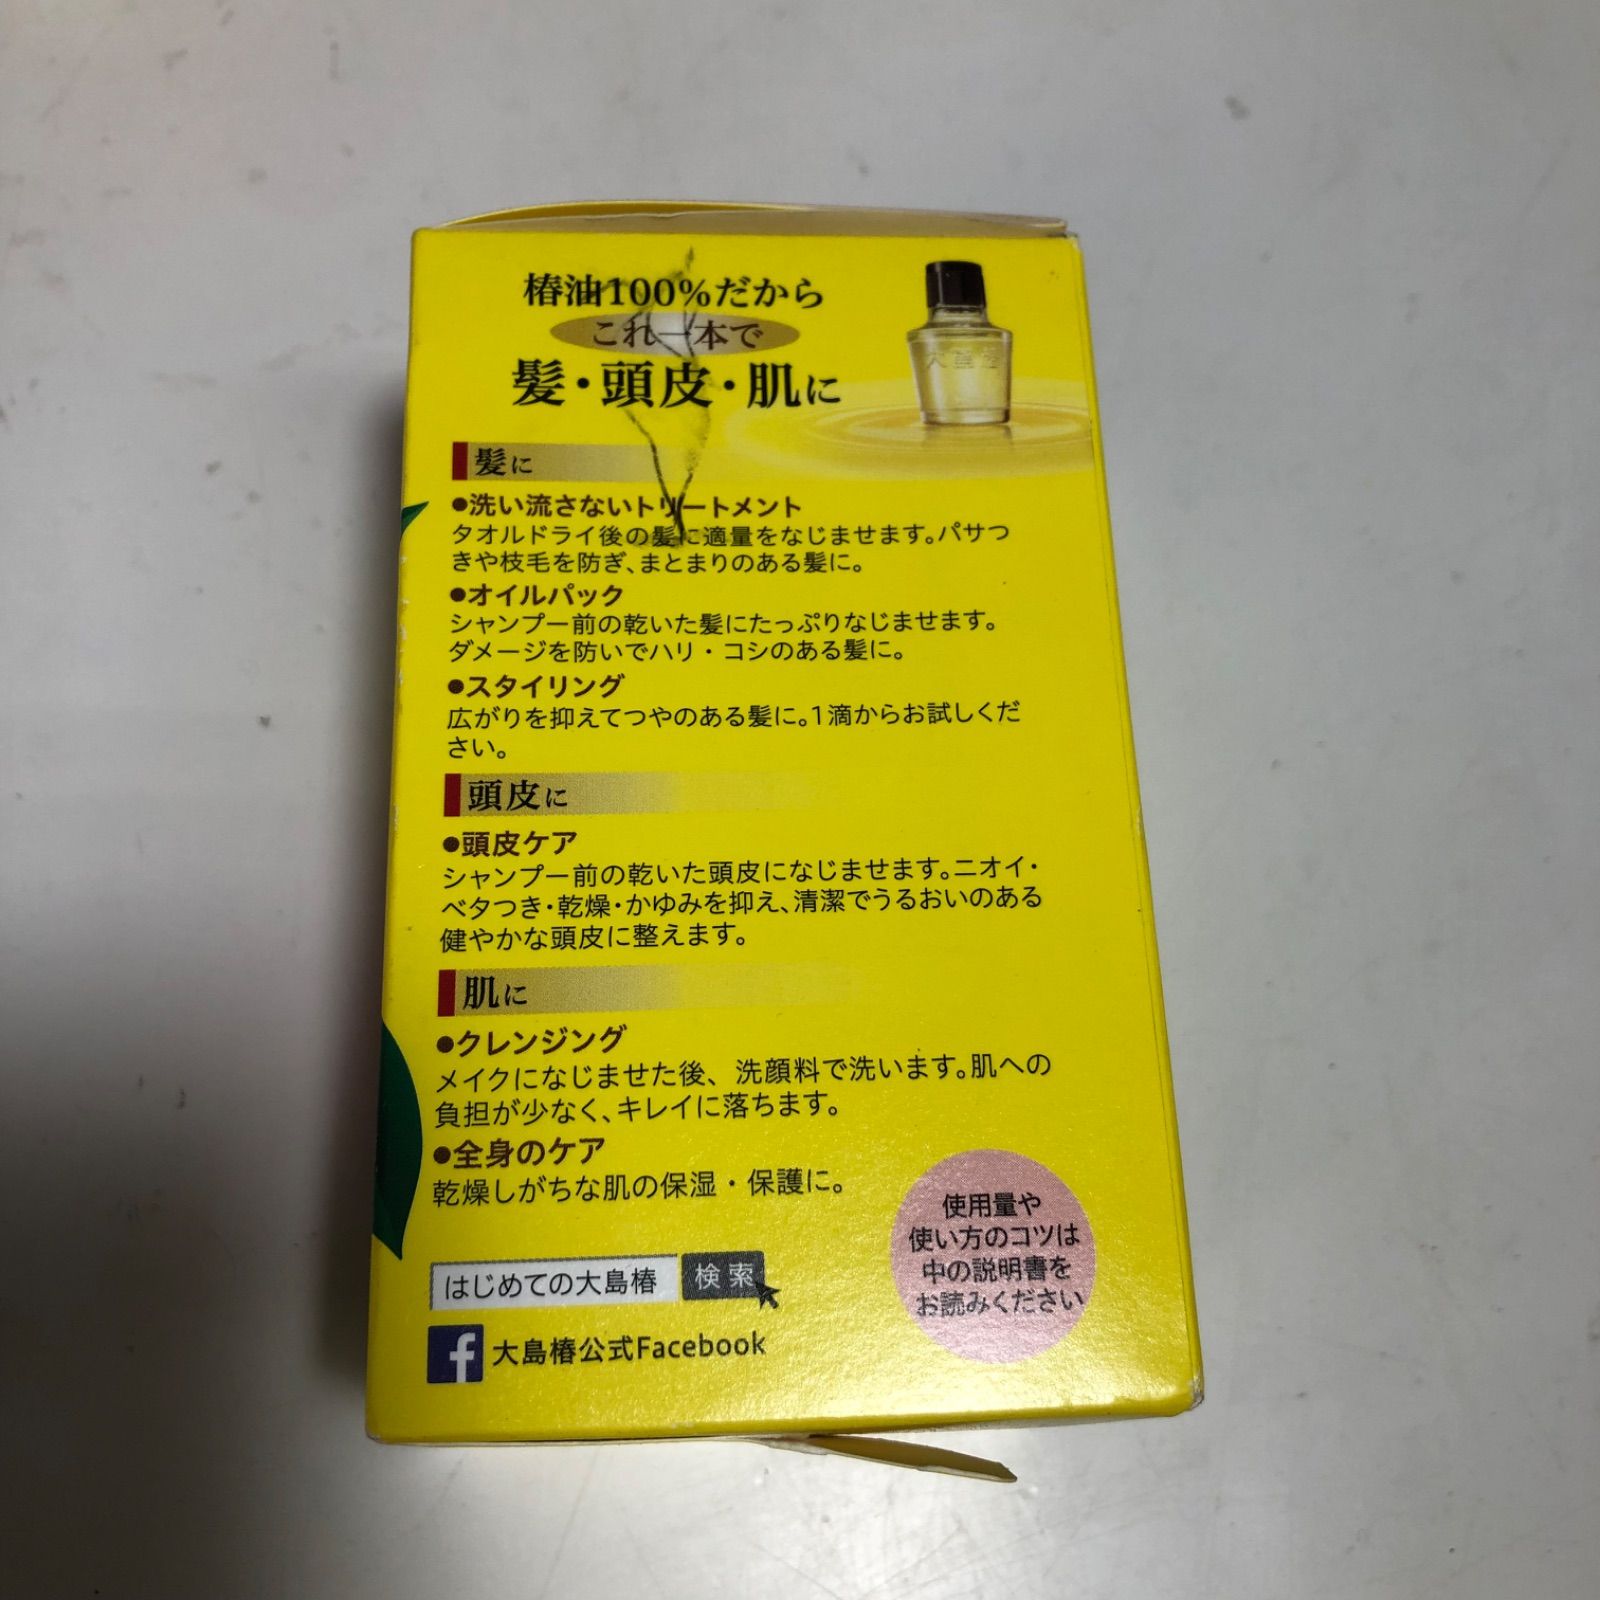 椿油100%だから
これ一本で
髪・頭皮・肌に
大島椿
髪に
●洗い流さないトリートメント
タオルドライ後の髪に適量をなじませます。パサつ
きや枝毛を防ぎ、まとまりのある髪に。
●オイルパック
シャンプー前の乾いた髪にたっぷりなじませます。
ダメージを防いでハリ・コシのある髪に。
●スタイリング
広がりを抑えてつやのある髪に。1滴からお試しくだ
さい。
頭皮に
●頭皮ケア
シャンプー前の乾いた頭皮になじませます。ニオイ・
ベタつき・乾燥・かゆみを抑え、清潔でうるおいのある
健やかな頭皮に整えます。
肌に
●クレンジング
メイクになじませた後、洗顔料で洗います。肌への
負担が少なく、キレイに落ちます。
●全身のケア
乾燥しがちな肌の保湿・保護に。
使用量や
使い方のコツは
中の説明書を
お読みください
はじめての大島椿 検索
f 大島椿公式Facebook